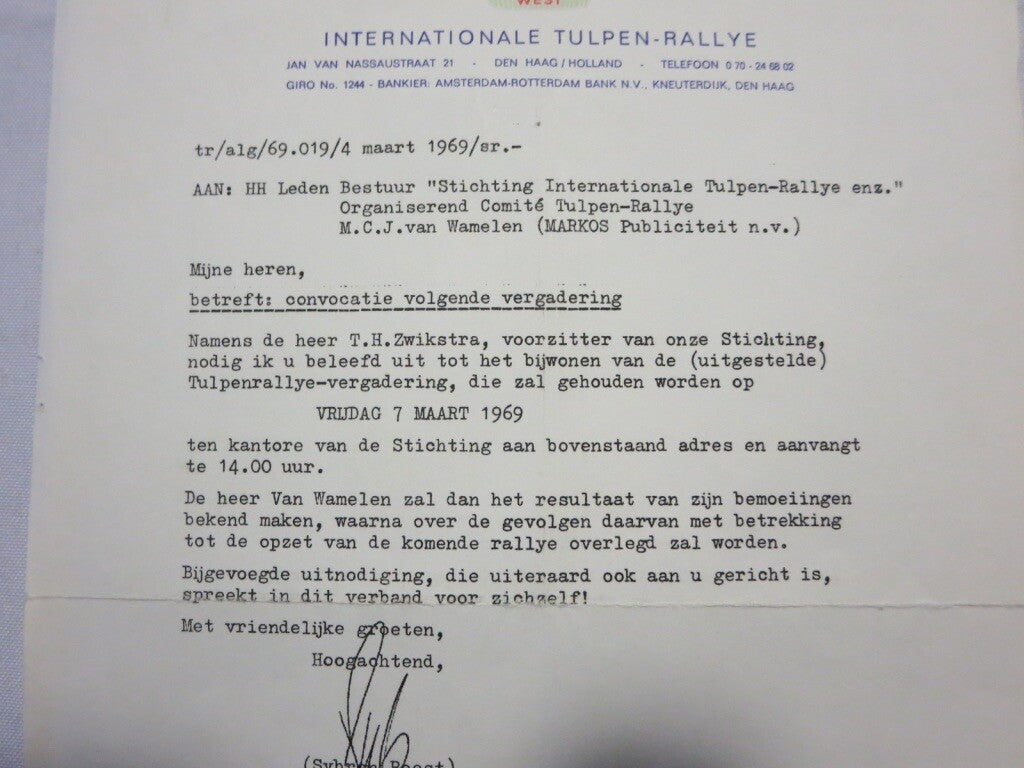 WEST
INTERNATIONALE TULPEN-RALLYE
JAN VAN NASSAUSTRAAT 21 - DEN HAAG / HOLLAND - TELEFOON 0 70 - 24 68 02
GIRO No. 1244 - BANKIER: AMSTERDAM-ROTTERDAM BANK N.V., KNEUTERDIJK, DEN HAAG
tr/alg/69.019/4 maart 1969/sr.-
AAN: HH Leden Bestuur "Stichting Internationale Tulpen-Rallye enz."
Organiserend Comité Tulpen-Rallye
M.C.J.van Wamelen (MARKOS Publiciteit n.v.)
Mijne heren,
betreft: convocatie volgende vergadering
Namens de heer T.H.Zwikstra, voorzitter van onze Stichting,
nodig ik u beleefd uit tot het bijwonen van de (uitgestelde)
Tulpenrallye-vergadering, die zal gehouden worden op
VRIJDAG 7 MAART 1969
ten kantore van de Stichting aan bovenstaand adres en aanvangt
te 14.00 uur.
De heer Van Wamelen zal dan het resultaat van zijn bemoeiingen
bekend maken, waarna over de gevolgen daarvan met betrekking
tot de opzet van de komende rallye overlegd zal worden.
Bijgevoegde uitnodiging, die uiteraard ook aan u gericht is,
spreekt in dit verband voor zichzelf!
Met vriendelijke groeten,
Hoogachtend,